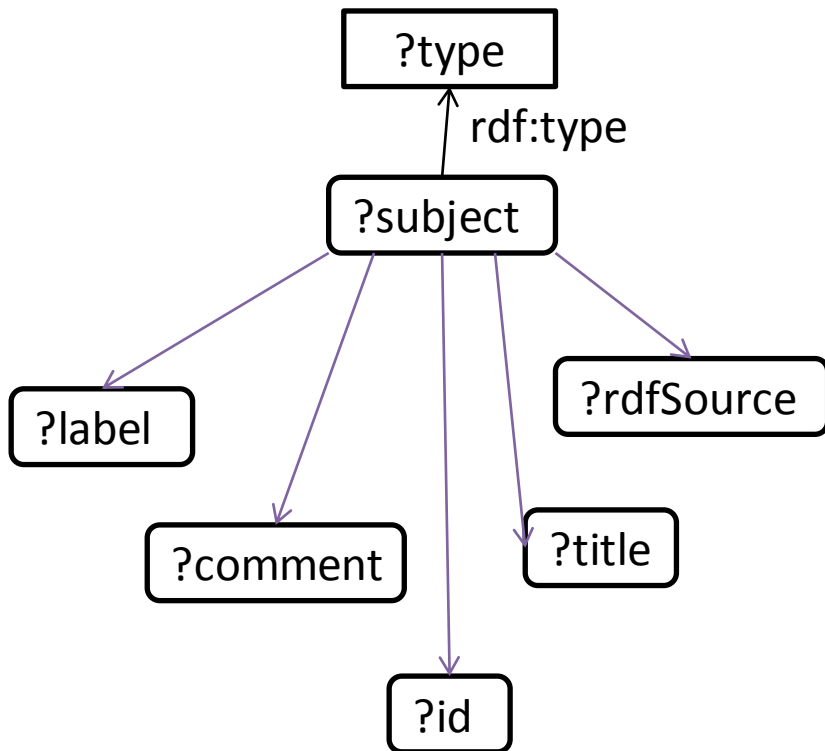 ?type
rdf:type
?subject
?label
?rdfSource
?comment
?title
?id